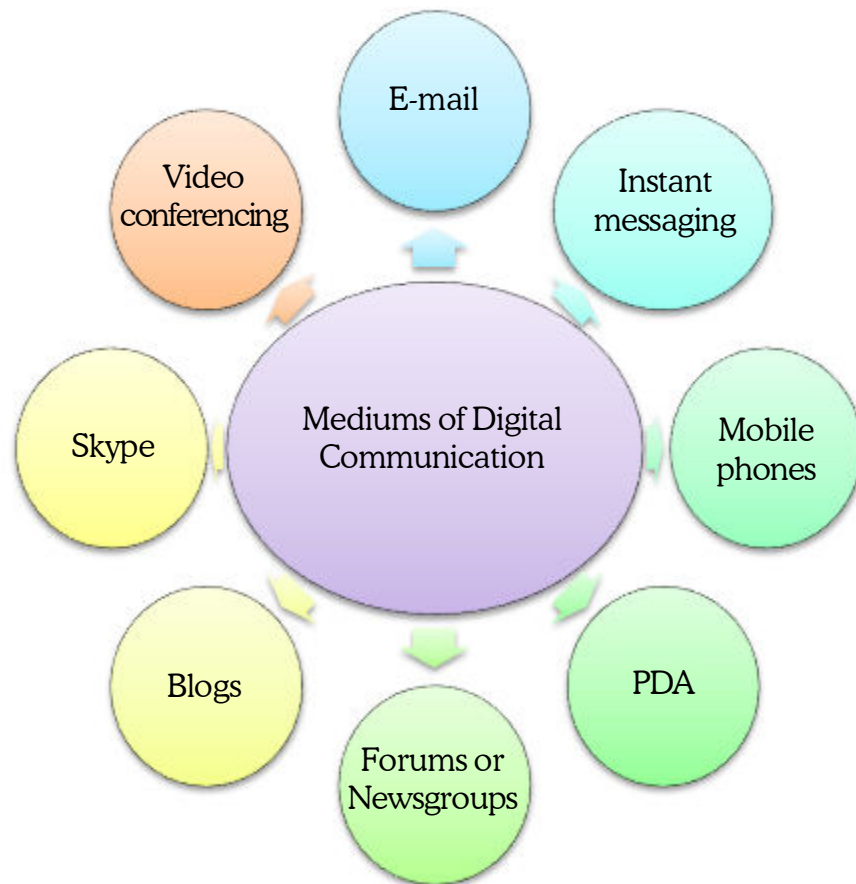 E-mail
Instant
messaging
Mobile
phones
PDA
Forums or
Newsgroups
Blogs
Skype
Video
conferencing
Mediums of Digital
Communication